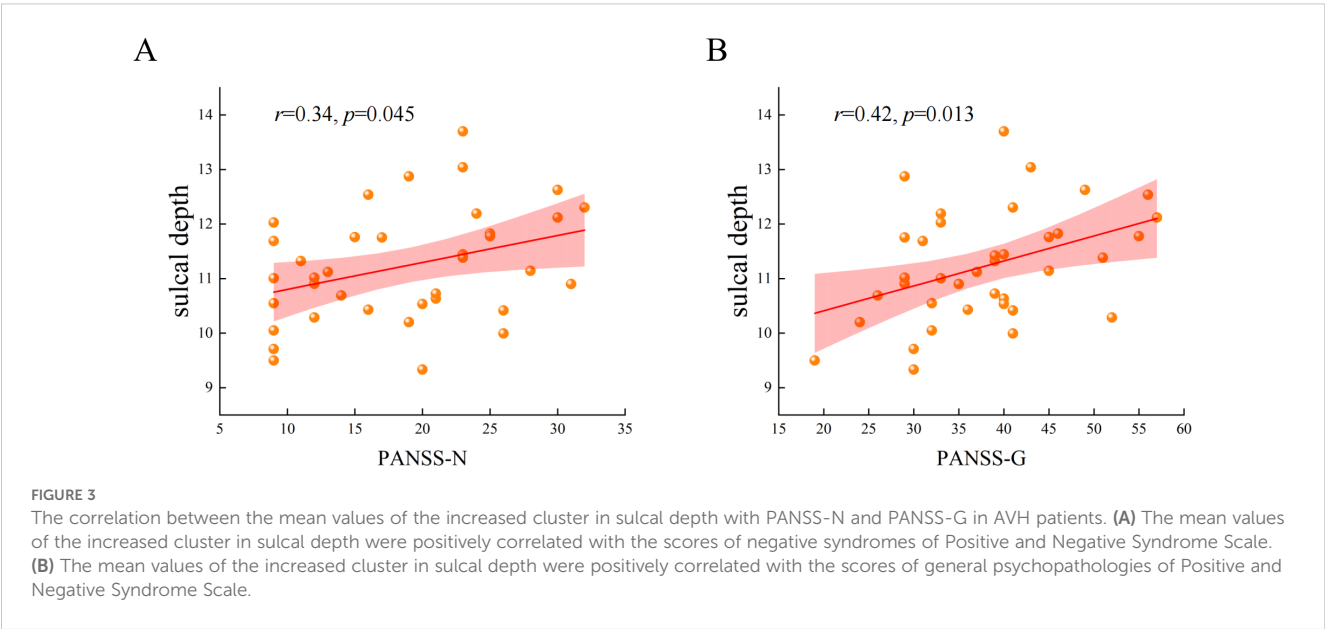 A
B
r=0.34, p=0.045
14
13
12
11
10
9
sulcal depth
5 10 15 20 25 30 35
PANSS-N
r=0.42, p=0.013
14
13
12
11
10
9
sulcal depth
15 20 25 30 35 40 45 50 55 60
PANSS-G
FIGURE 3
The correlation between the mean values of the increased cluster in sulcal depth with PANSS-N and PANSS-G in AVH patients. (A) The mean values
of the increased cluster in sulcal depth were positively correlated with the scores of negative syndromes of Positive and Negative Syndrome Scale.
(B) The mean values of the increased cluster in sulcal depth were positively correlated with the scores of general psychopathologies of Positive and
Negative Syndrome Scale.